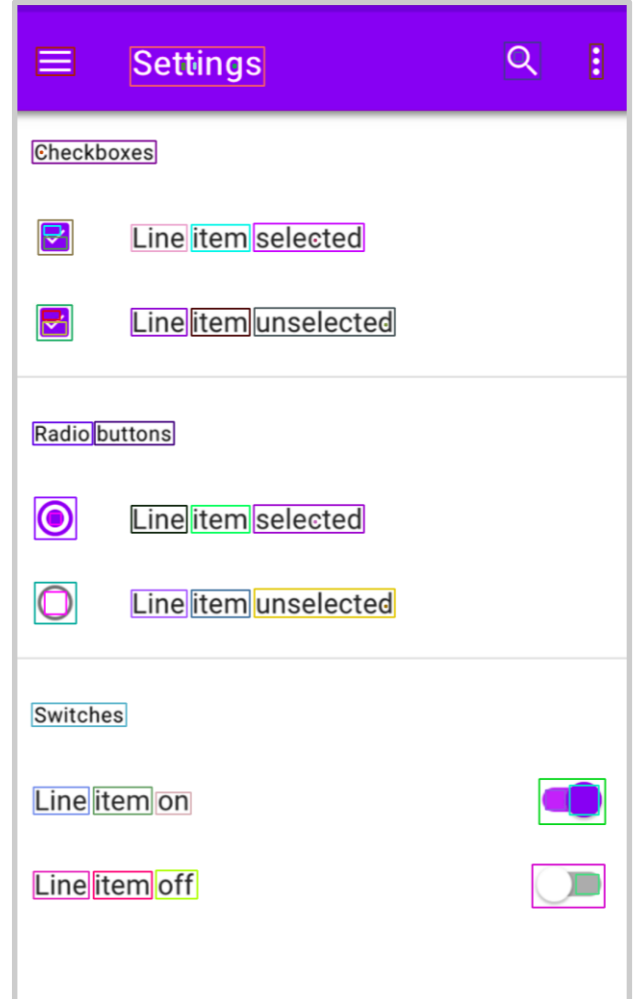 Settings
Checkboxes
Line item selected
Line item unselected
Radio buttons
Line item selected
Line item unselected
Switches
Line item on
Line item off